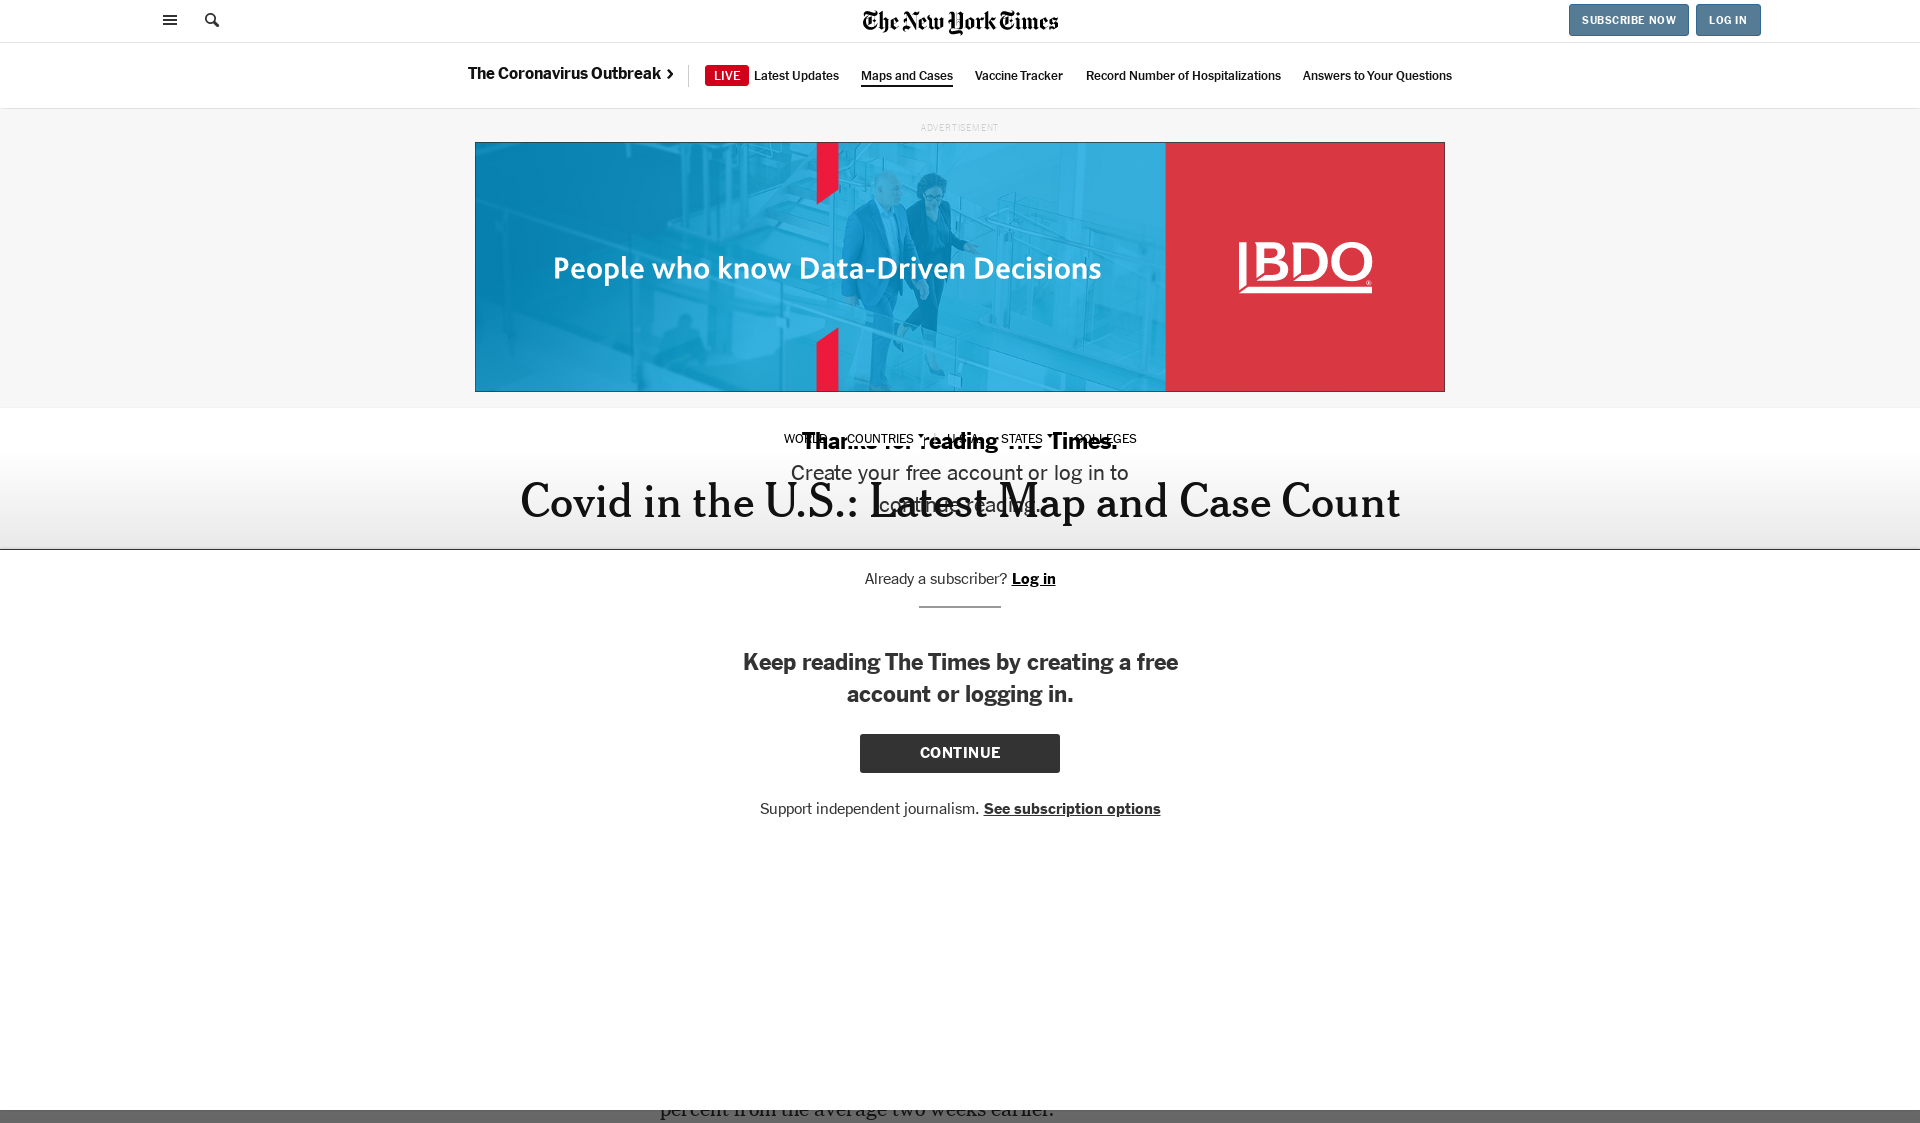 The New York Times
SUBSCRIBE NOW
LOG IN
The Coronavirus Outbreak
LIVE Latest Updates
Maps and Cases
Vaccine Tracker
Record Number of Hospitalizations
Answers to Your Questions
ADVERTISEMENT
People who know Data-Driven Decisions
BDO
WORLD COUNTRIES U.S.A. STATES COLLEGES
Thanks for reading The Times.
Create your free account or log in to
continue reading.
Covid in the U.S.: Latest Map and Case Count
Already a subscriber? Log in
Keep reading The Times by creating a free
account or logging in.
CONTINUE
Support independent journalism. See subscription options
percent from the average two weeks earlier.